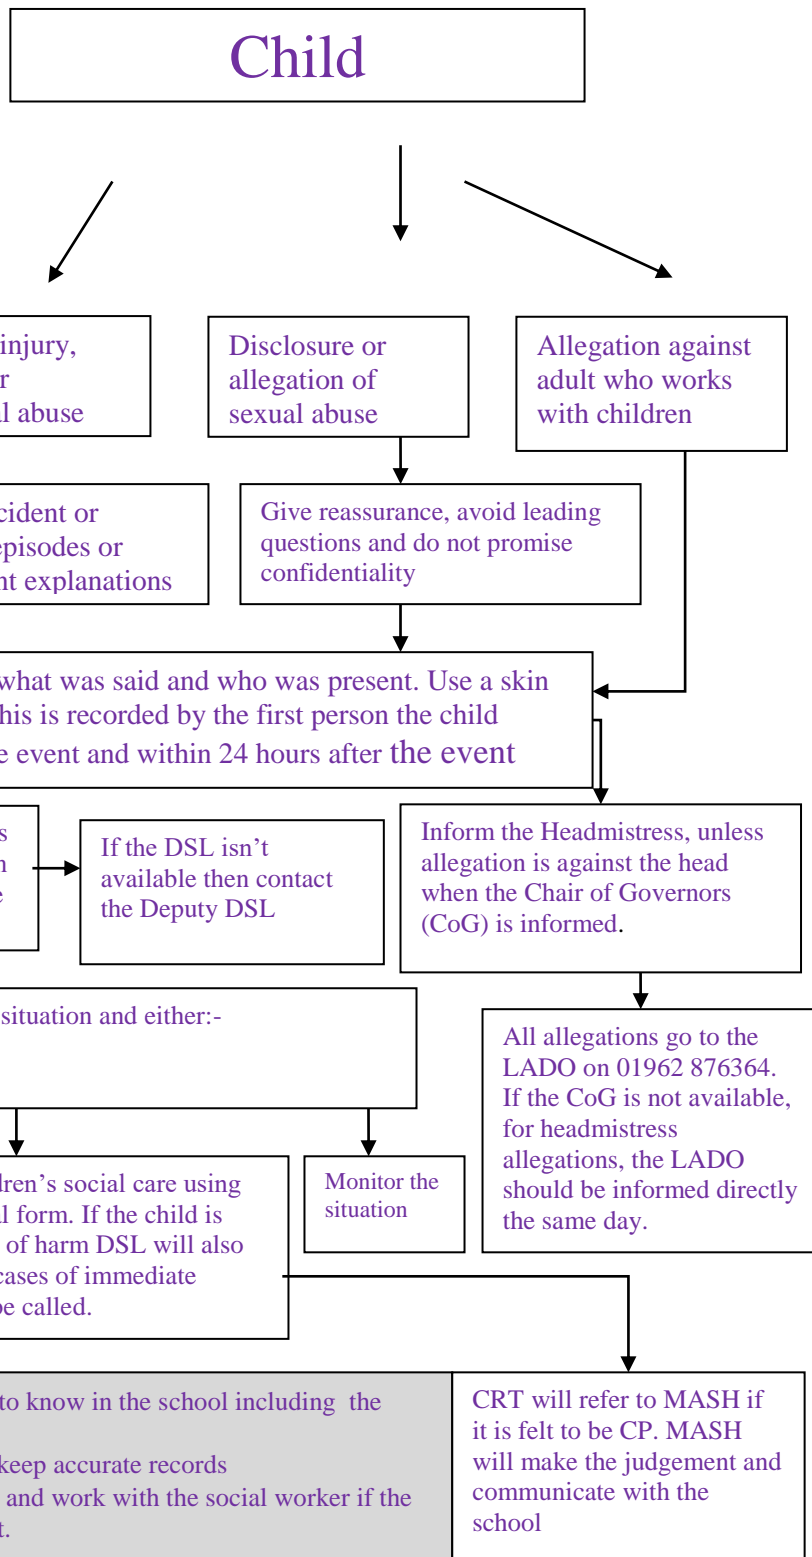 Child
injury,
r
l abuse
Disclosure or
allegation of
sexual abuse
Allegation against
adult who works
with children
cident or
episodes or
nt explanations
Give reassurance, avoid leading
questions and do not promise
confidentiality
what was said and who was present. Use a skin
his is recorded by the first person the child
e event and within 24 hours after the event
s
n
e
If the DSL isn’t
available then contact
the Deputy DSL
Inform the Headmistress, unless
allegation is against the head
when the Chair of Governors
(CoG) is informed.
situation and either:-
All allegations go to the
LADO on 01962 876364.
If the CoG is not available,
for headmistress
allegations, the LADO
should be informed directly
the same day.
dren’s social care using
al form. If the child is
of harm DSL will also
cases of immediate
be called.
Monitor the
situation
to know in the school including the
keep accurate records
and work with the social worker if the
t.
CRT will refer to MASH if
it is felt to be CP. MASH
will make the judgement and
communicate with the
school